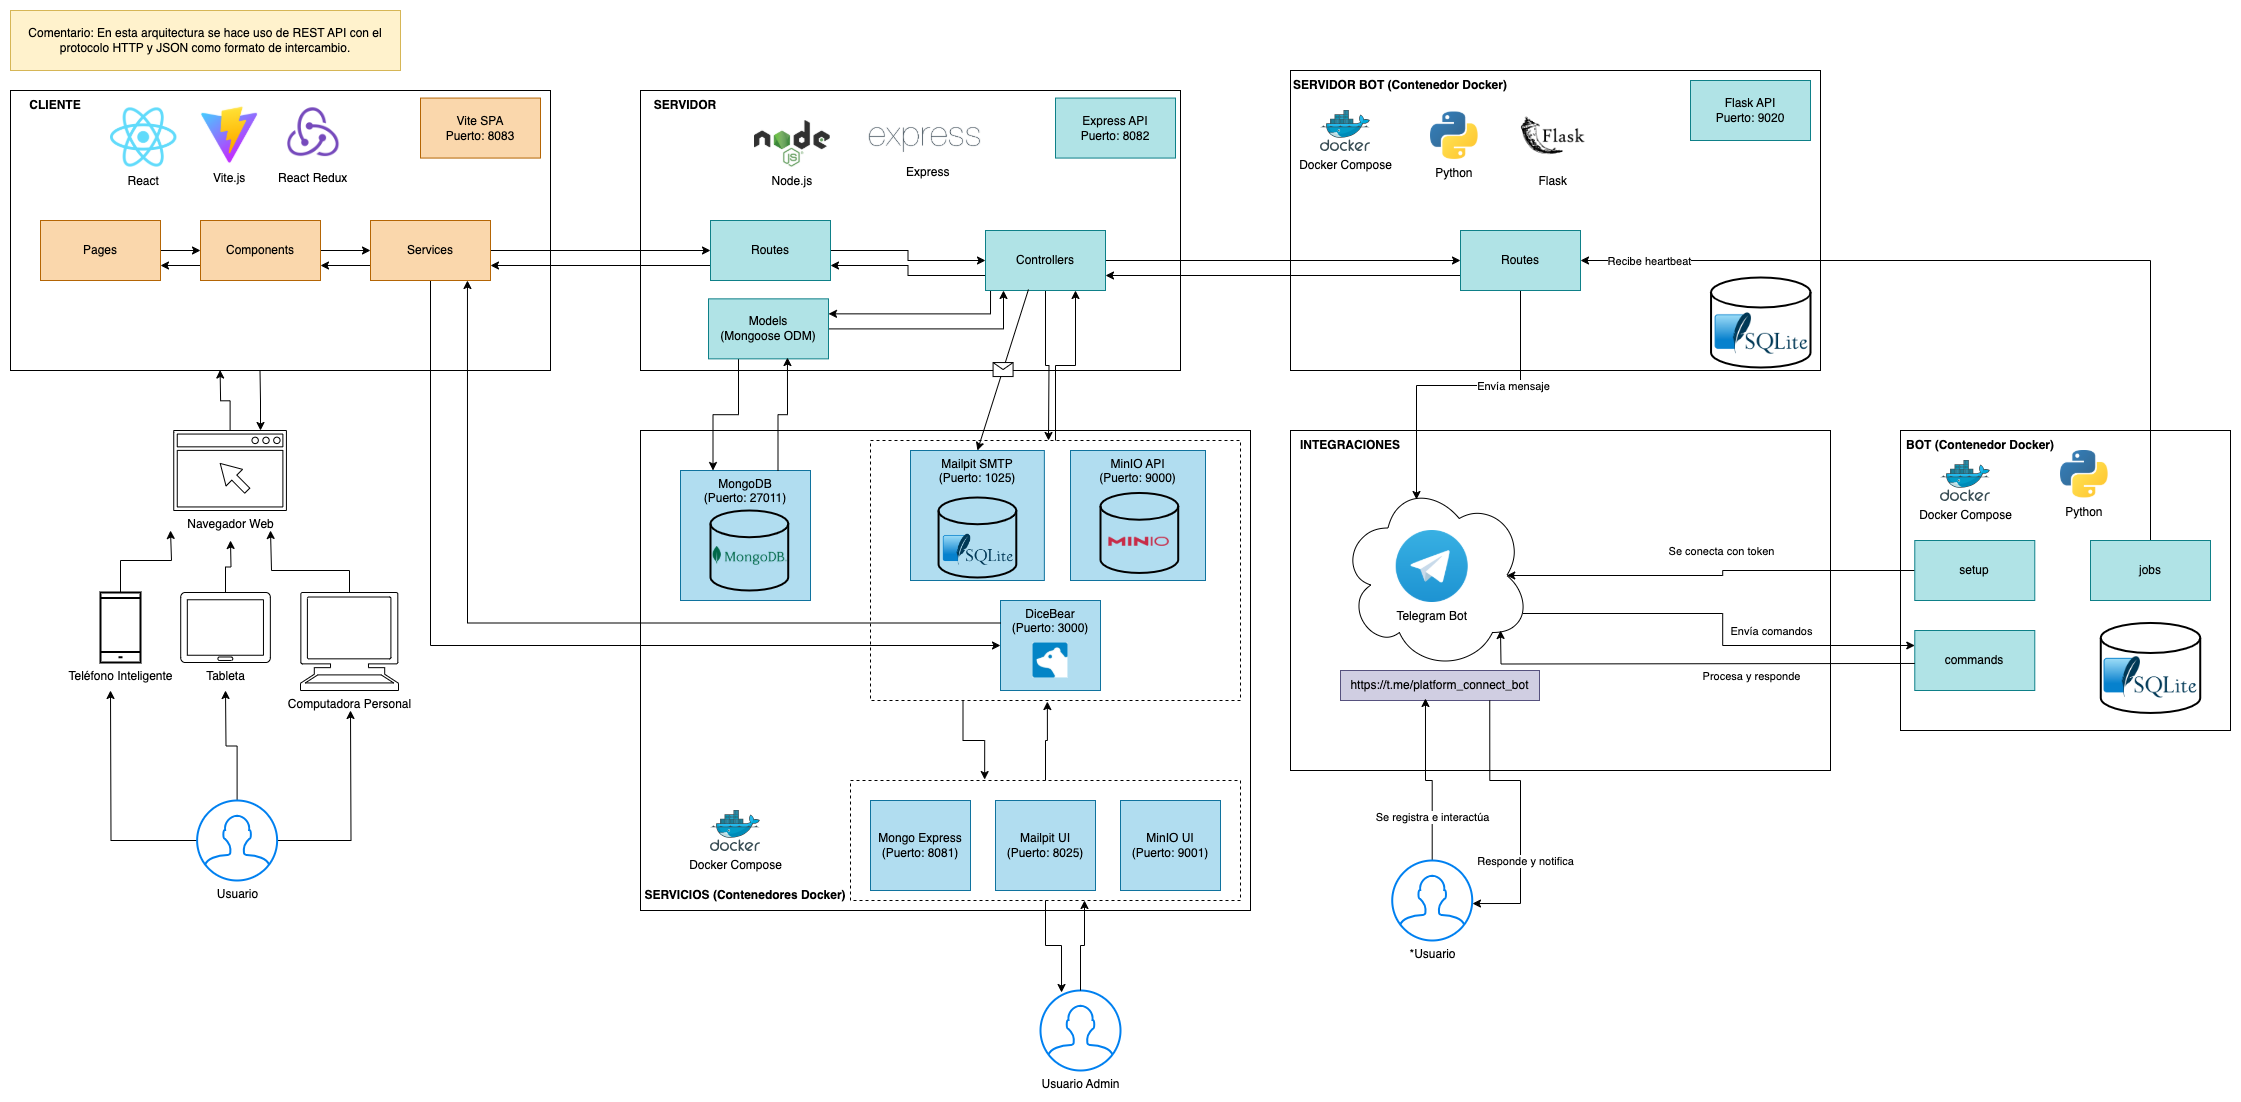 Comentario: En esta arquitectura se hace uso de REST API con el
protocolo HTTP y JSON como formato de intercambio.
CLIENTE
React
Vite.js
React Redux
Vite SPA
Puerto: 8083
Pages
Components
Services
SERVIDOR
node
JS
Node.js
express
Express
Express API
Puerto: 8082
Routes
Controllers
Models
(Mongoose ODM)
SERVIDOR BOT (Contenedor Docker)
docker
Docker Compose
Python
Flask
Flask
Flask API
Puerto: 9020
Routes
Recibe heartbeat
SQLite
Envía mensaje
Navegador Web
Teléfono Inteligente
Tableta
Computadora Personal
Usuario
MongoDB
(Puerto: 27011)
MongoDB
Mailpit SMTP
(Puerto: 1025)
SQLite
MinIO API
(Puerto: 9000)
MINIO
DiceBear
(Puerto: 3000)
docker
Docker Compose
SERVICIOS (Contenedores Docker)
Mongo Express
(Puerto: 8081)
Mailpit UI
(Puerto: 8025)
MinIO UI
(Puerto: 9001)
Usuario Admin
INTEGRACIONES
Telegram Bot
https://t.me/platform_connect_bot
Se conecta con token
Envía comandos
Procesa y responde
Se registra e interactúa
Responde y notifica
*Usuario
BOT (Contenedor Docker)
docker
Docker Compose
Python
setup
jobs
commands
SQLite